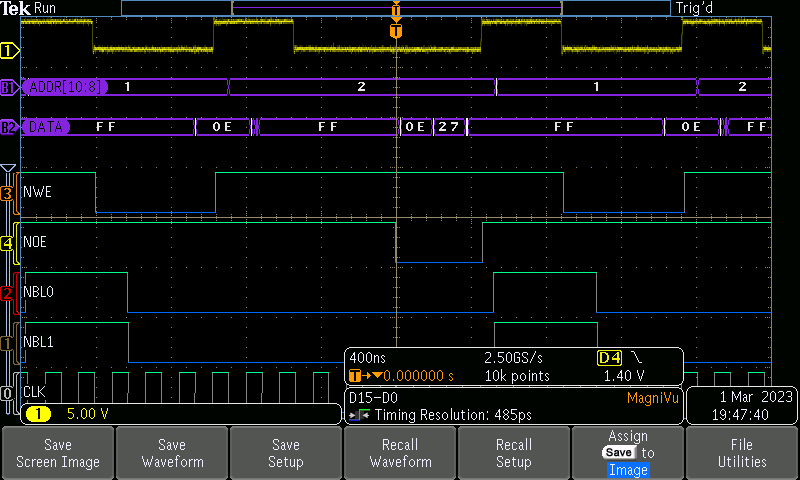 Tek Run Trig'd
T
T
1
B1 ADDR[10:8] 1 2 1 2
B2 DATA FF 0E FF 0E 27 FF 0E FF
3 NWE
4 NOE
2 NBL0
1 NBL1
0 CLK
400ns 2.50GS/s D4
T→▼0.000000 s 10k points 1.40 V
D15-D0 MagniVu
Timing Resolution: 485ps
1 5.00 V
1 Mar 2023
19:47:40
Save
Screen Image
Save
Waveform
Save
Setup
Recall
Waveform
Recall
Setup
Assign
Save to
Image
File
Utilities